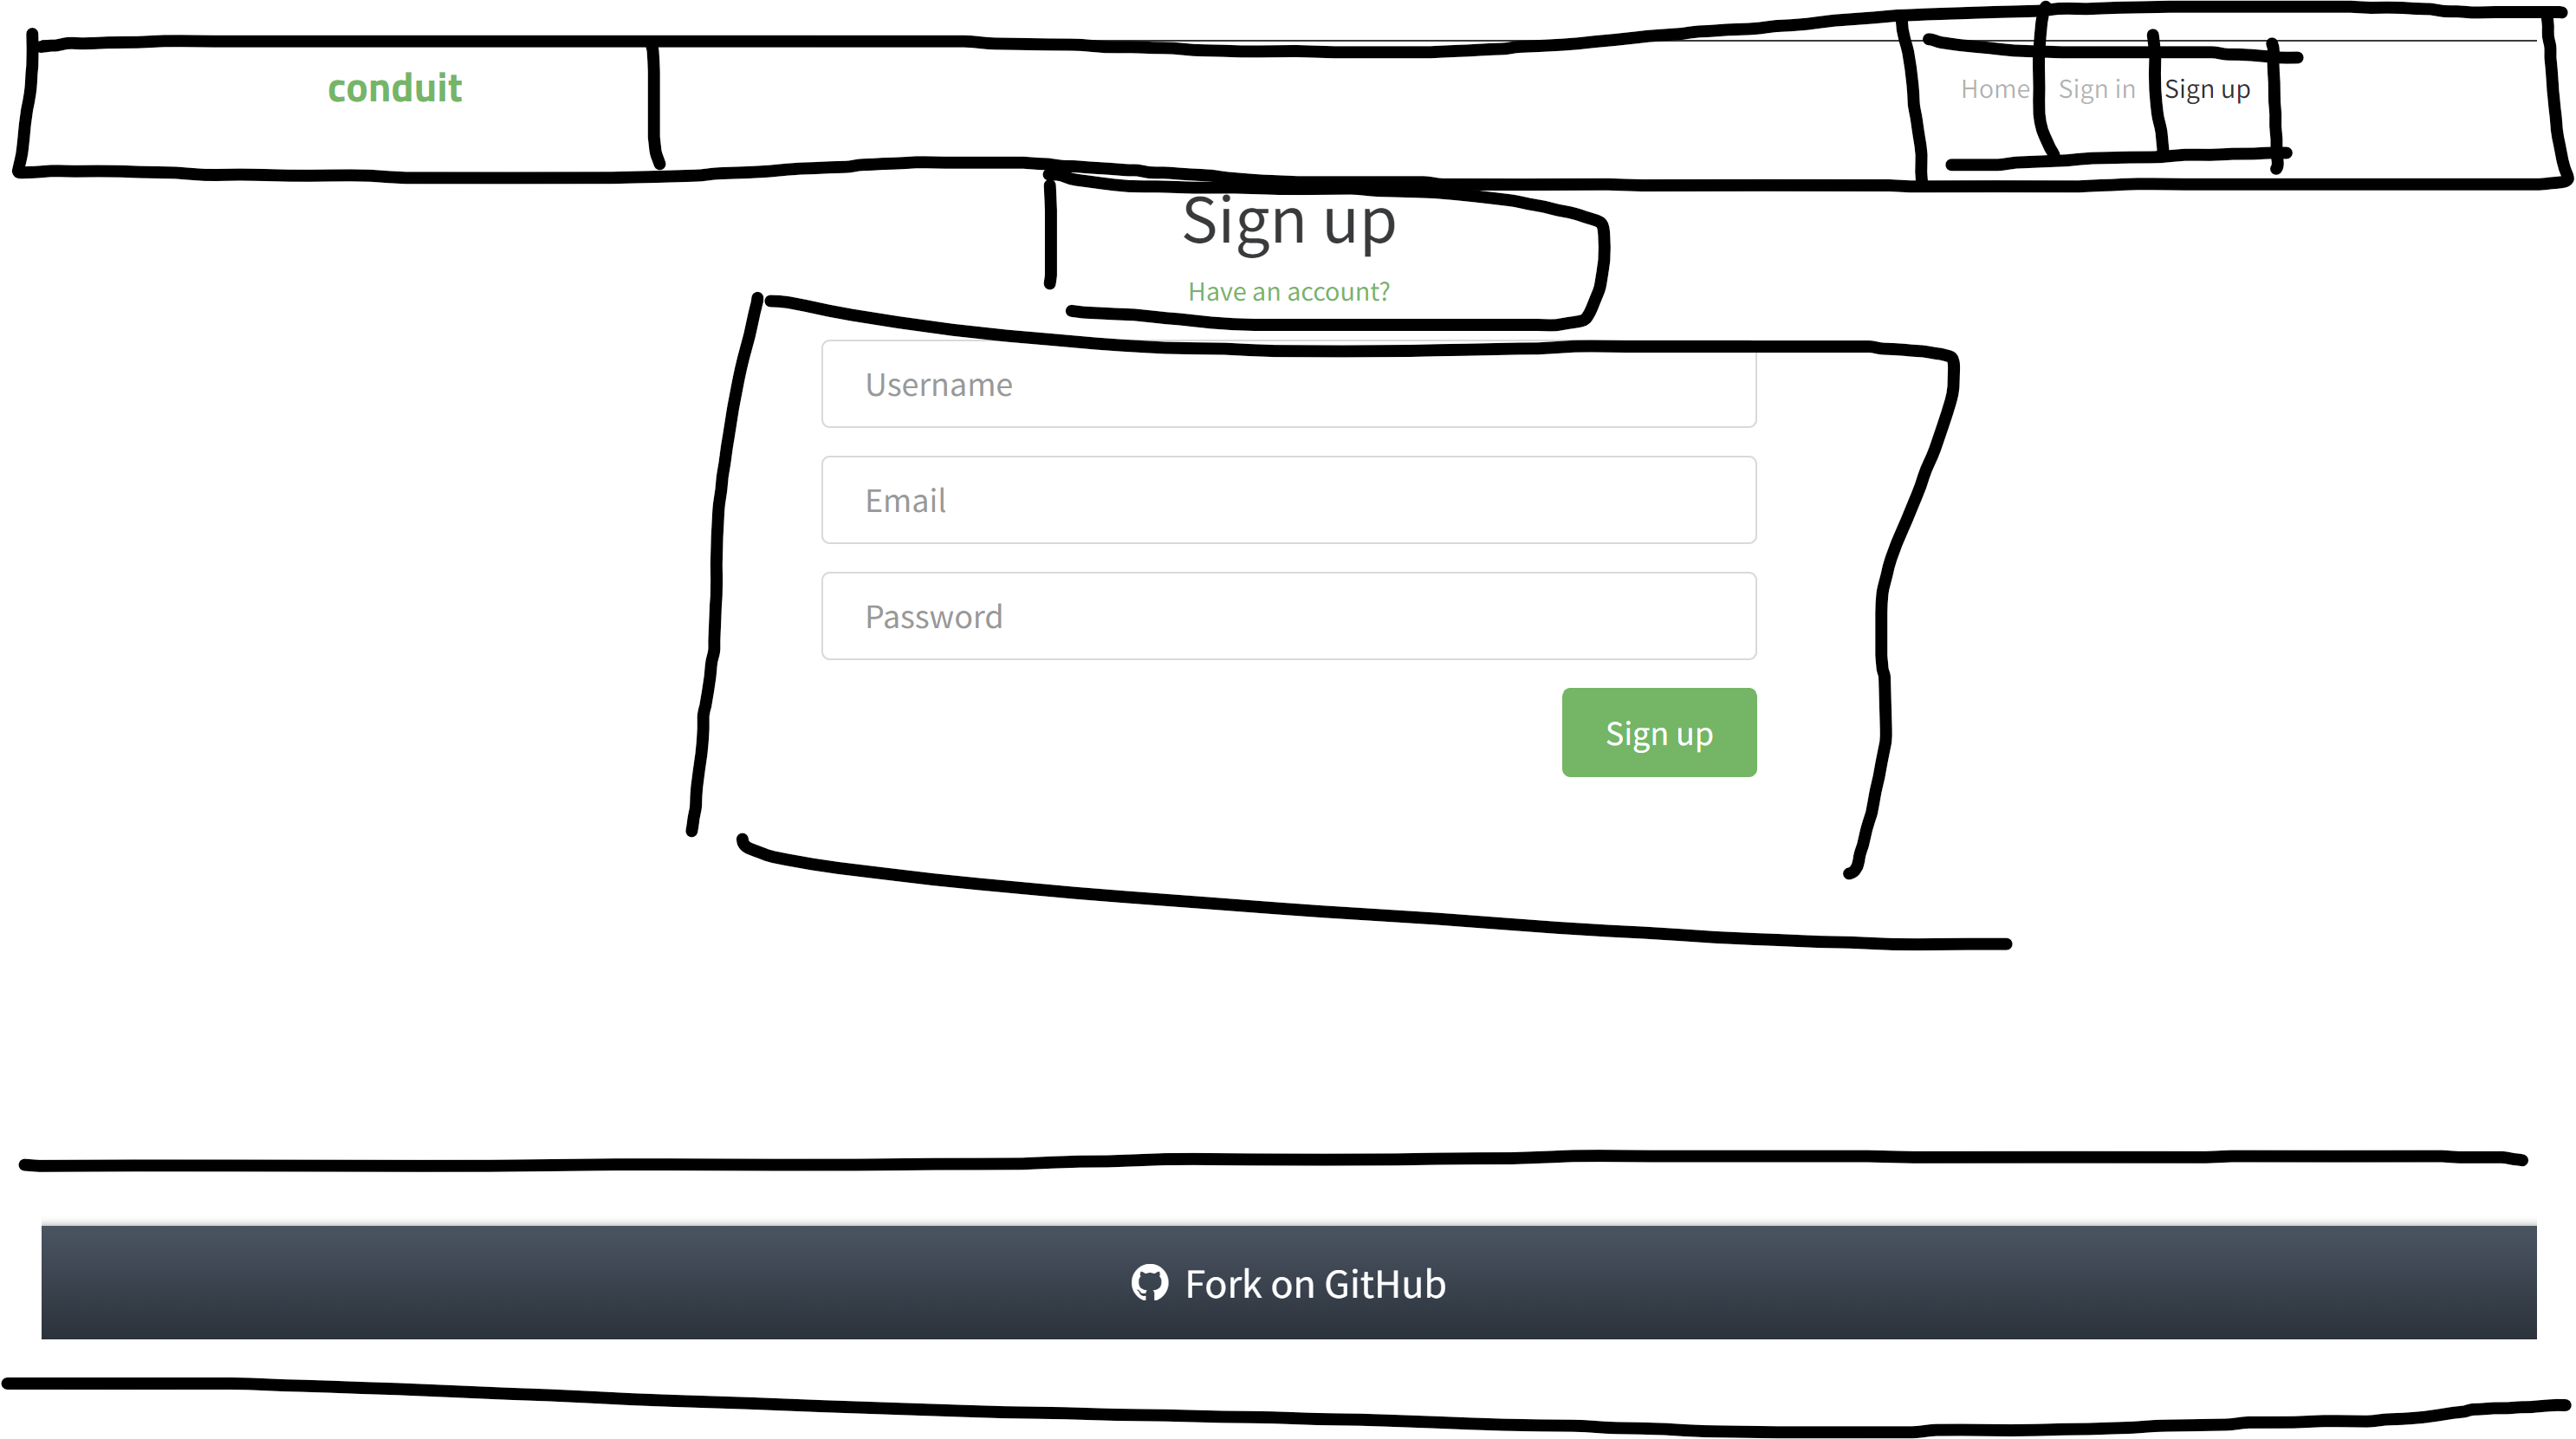 conduit
Home Sign in Sign up
Sign up
Have an account?
Username
Email
Password
Sign up
Fork on GitHub